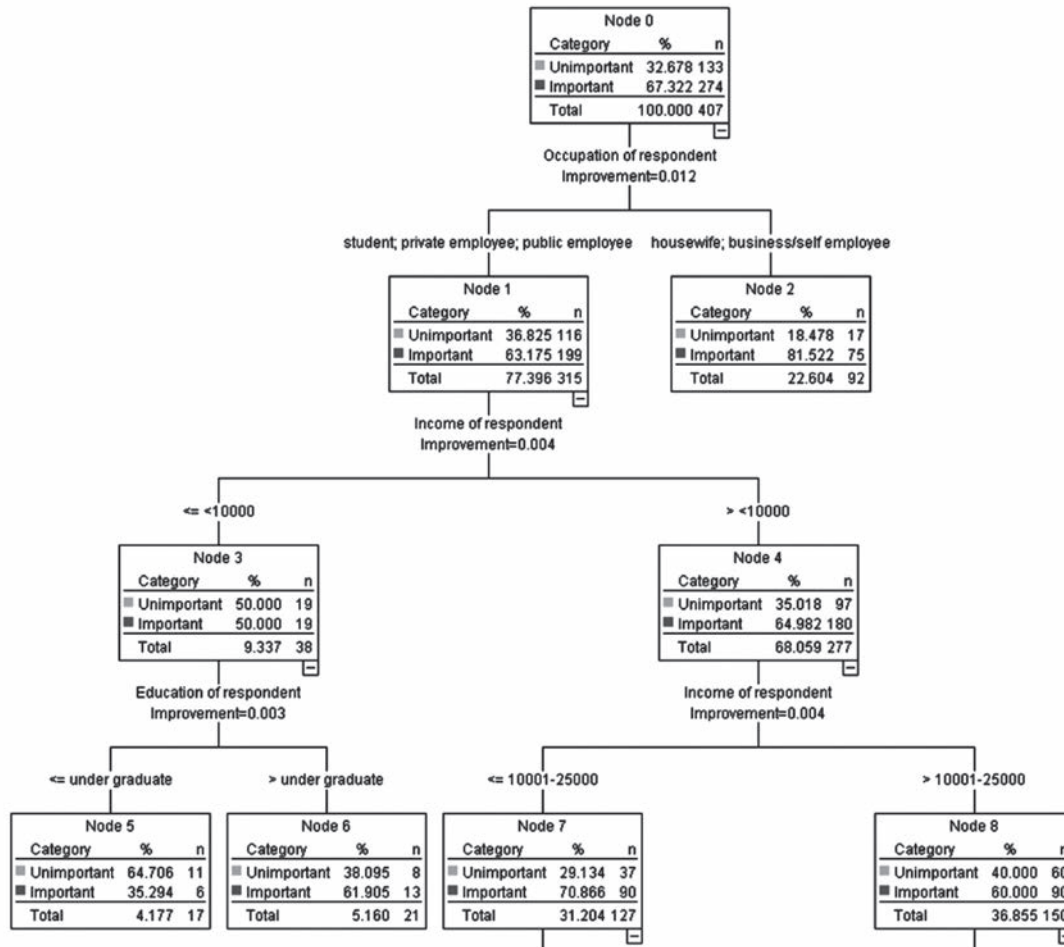 Node 0
Category % n
Unimportant 32.678 133
Important 67.322 274
Total 100.000 407
Occupation of respondent
Improvement=0.012
student; private employee; public employee
housewife; business/self employee
Node 1
Category % n
Unimportant 36.825 116
Important 63.175 199
Total 77.396 315
Node 2
Category % n
Unimportant 18.478 17
Important 81.522 75
Total 22.604 92
Income of respondent
Improvement=0.004
<= <10000
> <10000
Node 3
Category % n
Unimportant 50.000 19
Important 50.000 19
Total 9.337 38
Node 4
Category % n
Unimportant 35.018 97
Important 64.982 180
Total 68.059 277
Education of respondent
Improvement=0.003
Income of respondent
Improvement=0.004
<= under graduate
> under graduate
<= 10001-25000
> 10001-25000
Node 5
Category % n
Unimportant 64.706 11
Important 35.294 6
Total 4.177 17
Node 6
Category % n
Unimportant 38.095 8
Important 61.905 13
Total 5.160 21
Node 7
Category % n
Unimportant 29.134 37
Important 70.866 90
Total 31.204 127
Node 8
Category % n
Unimportant 40.000 60
Important 60.000 90
Total 36.855 150